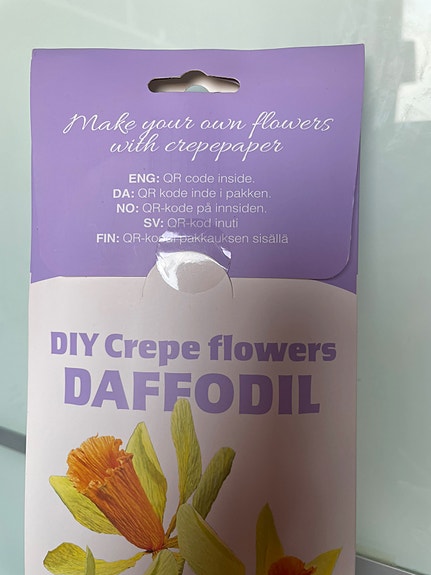 Make your own flowers
with crepepaper
ENG: QR code inside.
DA: QR kode inde i pakken.
NO: QR-kode på innsiden.
SV: QR-kod inuti
FIN: QR-koodi pakkauksen sisällä
DIY Crepe flowers
DAFFODIL